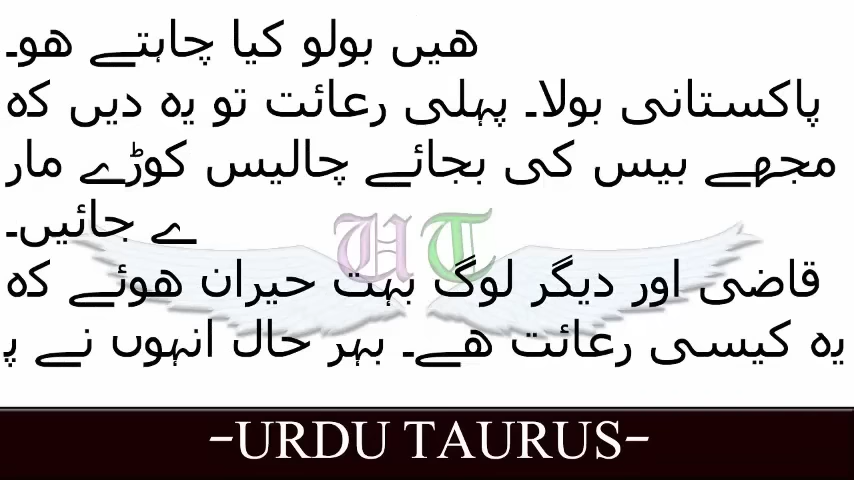 ھیں بولو کیا چاہتے ھو۔
پاکستانی بولا۔ پہلی رعائت تو یہ دیں کہ
مجھے بیس کی بجائے چالیس کوڑے مار
ے جائیں۔
قاضی اور دیگر لوگ بہت حیران ھوئے کہ
یہ کیسی رعائت ھے۔ بہر حال انہوں نے پ
UT
-URDU TAURUS-